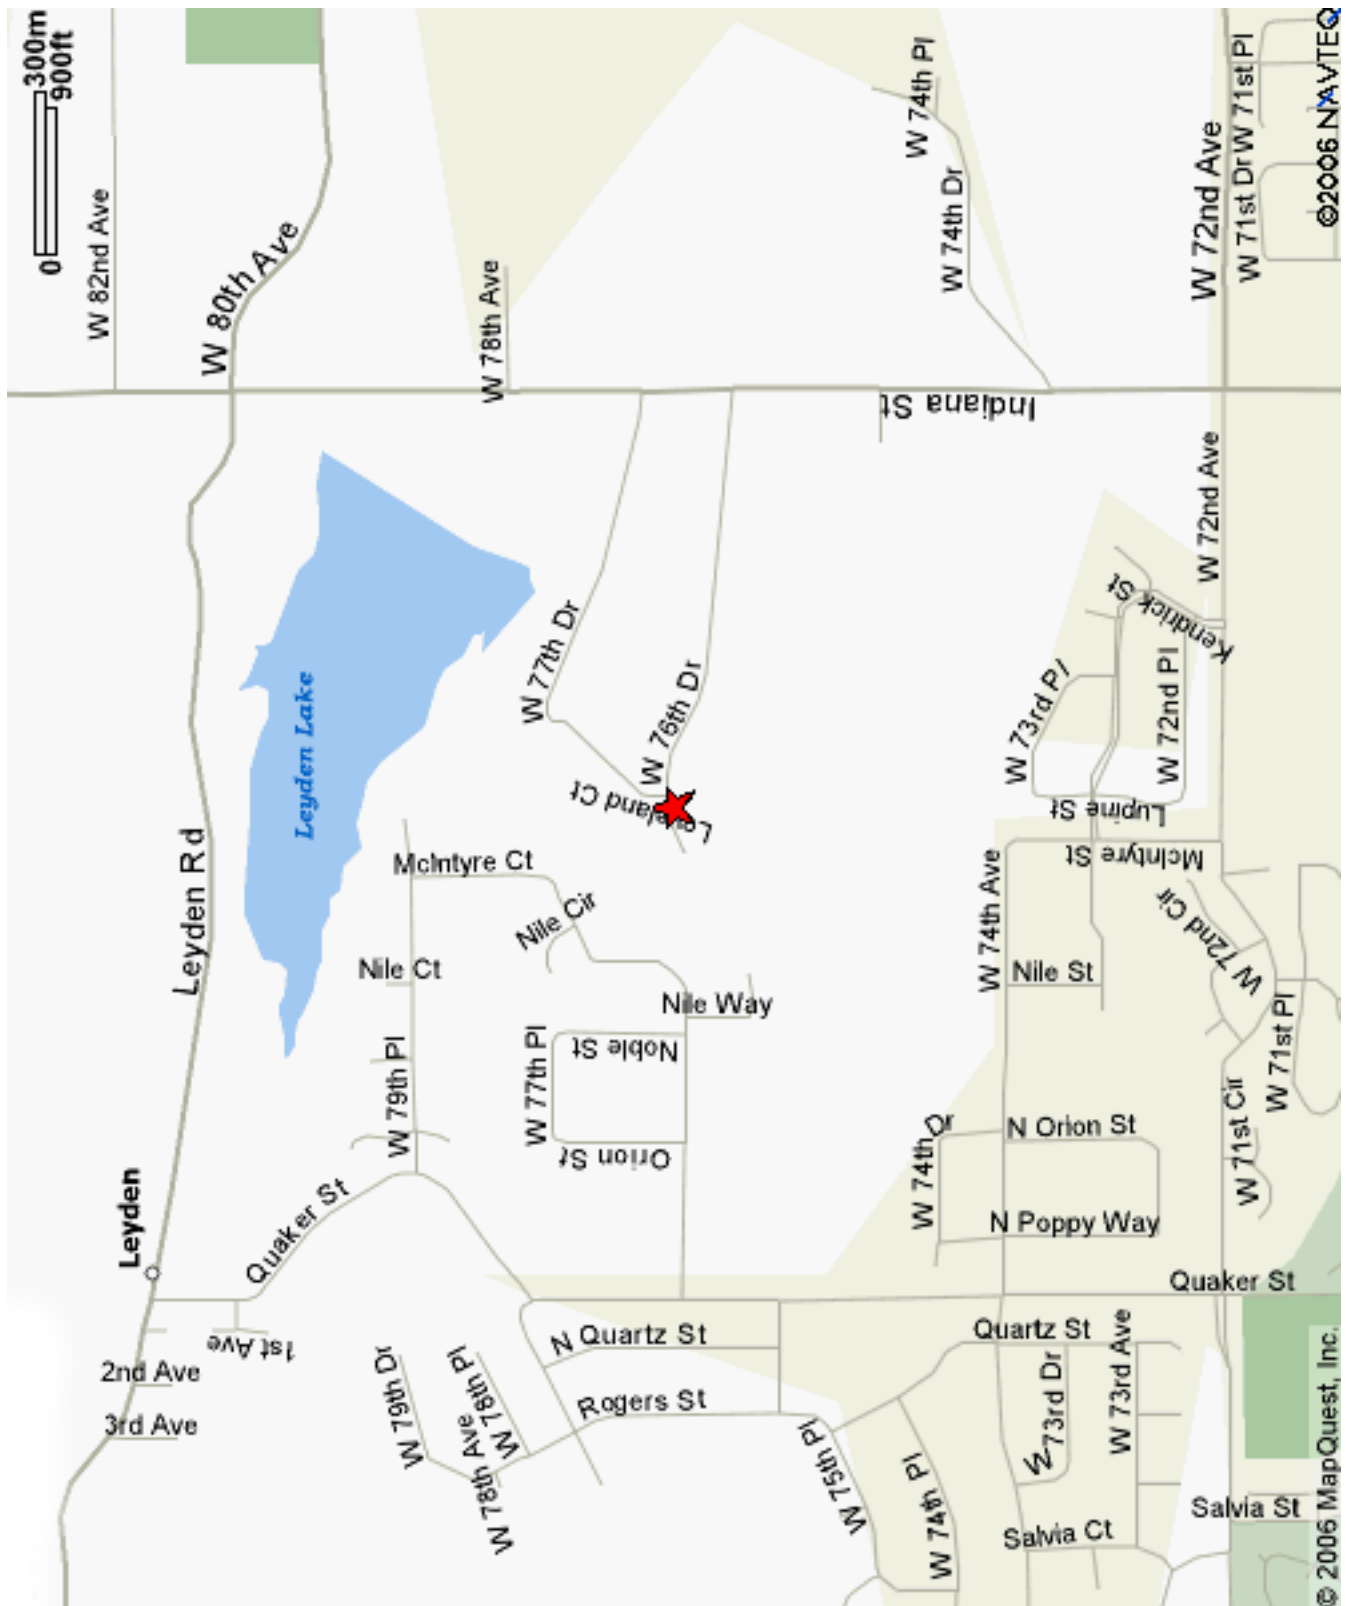 300m
900ft
0
W 82nd Ave
W 80th Ave
W 78th Ave
W 74th Pl
W 74th Dr
W 72nd Ave
W 71st Pl
W 71st Dr
©2006 NAVTEQ
Indiana St
W 72nd Ave
Leyden Lake
W 77th Dr
W 76th Dr
Loveland Ct
Kendrick St
W 73rd Pl
W 72nd Pl
Lupine St
McIntyre St
Leyden Rd
McIntyre Ct
Nile Cir
Nile Ct
Nile Way
W 74th Ave
Nile St
W 72nd Cir
W 71st Pl
W 79th Pl
W 77th Pl
Noble St
Orion St
W 74th Dr
N Orion St
W 71st Cir
N Poppy Way
Leyden
Quaker St
Quaker St
1st Ave
2nd Ave
3rd Ave
W 79th Dr
W 78th Pl
W 78th Ave
N Quartz St
Rogers St
Quartz St
W 73rd Dr
W 73rd Ave
W 75th Pl
W 74th Pl
Salvia Ct
Salvia St
© 2006 MapQuest, Inc.